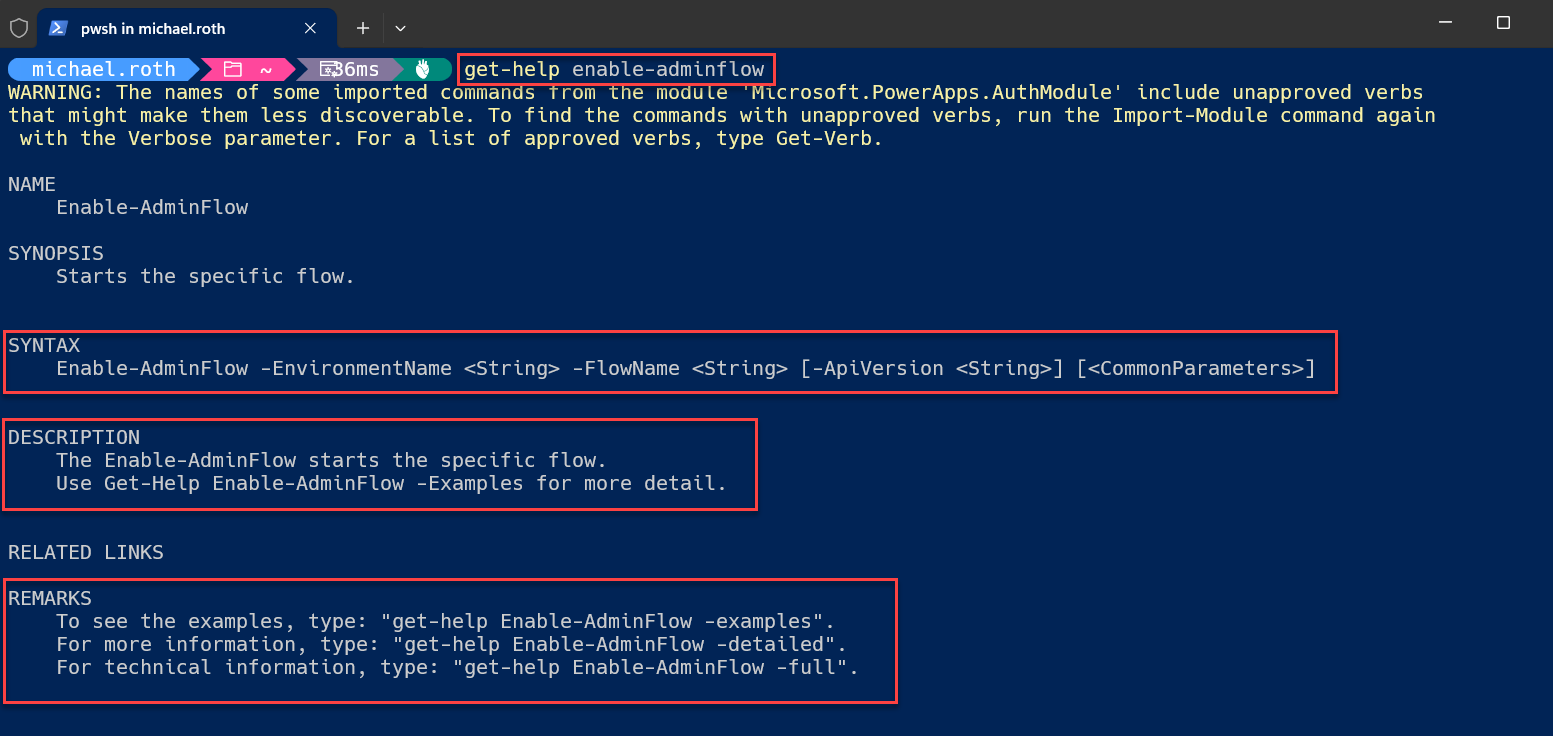 pwsh in michael.roth
michael.roth ~ 36ms get-help enable-adminflow
WARNING: The names of some imported commands from the module 'Microsoft.PowerApps.AuthModule' include unapproved verbs
that might make them less discoverable. To find the commands with unapproved verbs, run the Import-Module command again
with the Verbose parameter. For a list of approved verbs, type Get-Verb.
NAME
Enable-AdminFlow
SYNOPSIS
Starts the specific flow.
SYNTAX
Enable-AdminFlow -EnvironmentName <String> -FlowName <String> [-ApiVersion <String>] [<CommonParameters>]
DESCRIPTION
The Enable-AdminFlow starts the specific flow.
Use Get-Help Enable-AdminFlow -Examples for more detail.
RELATED LINKS
REMARKS
To see the examples, type: "get-help Enable-AdminFlow -examples".
For more information, type: "get-help Enable-AdminFlow -detailed".
For technical information, type: "get-help Enable-AdminFlow -full".